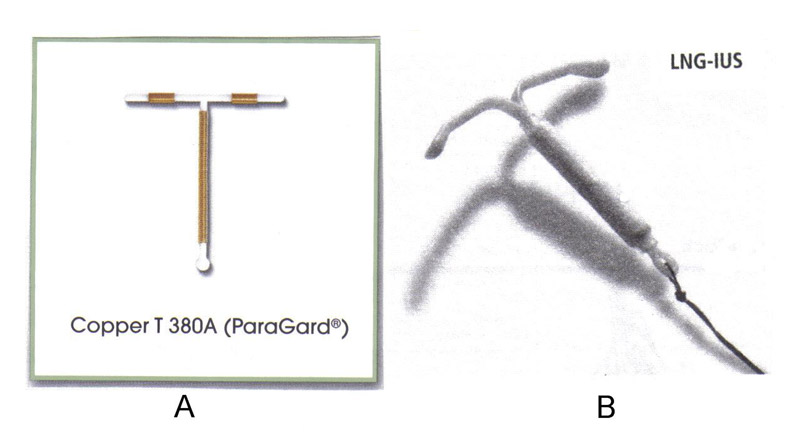 LNG-IUS
Copper T 380A (ParaGard®)
A
B